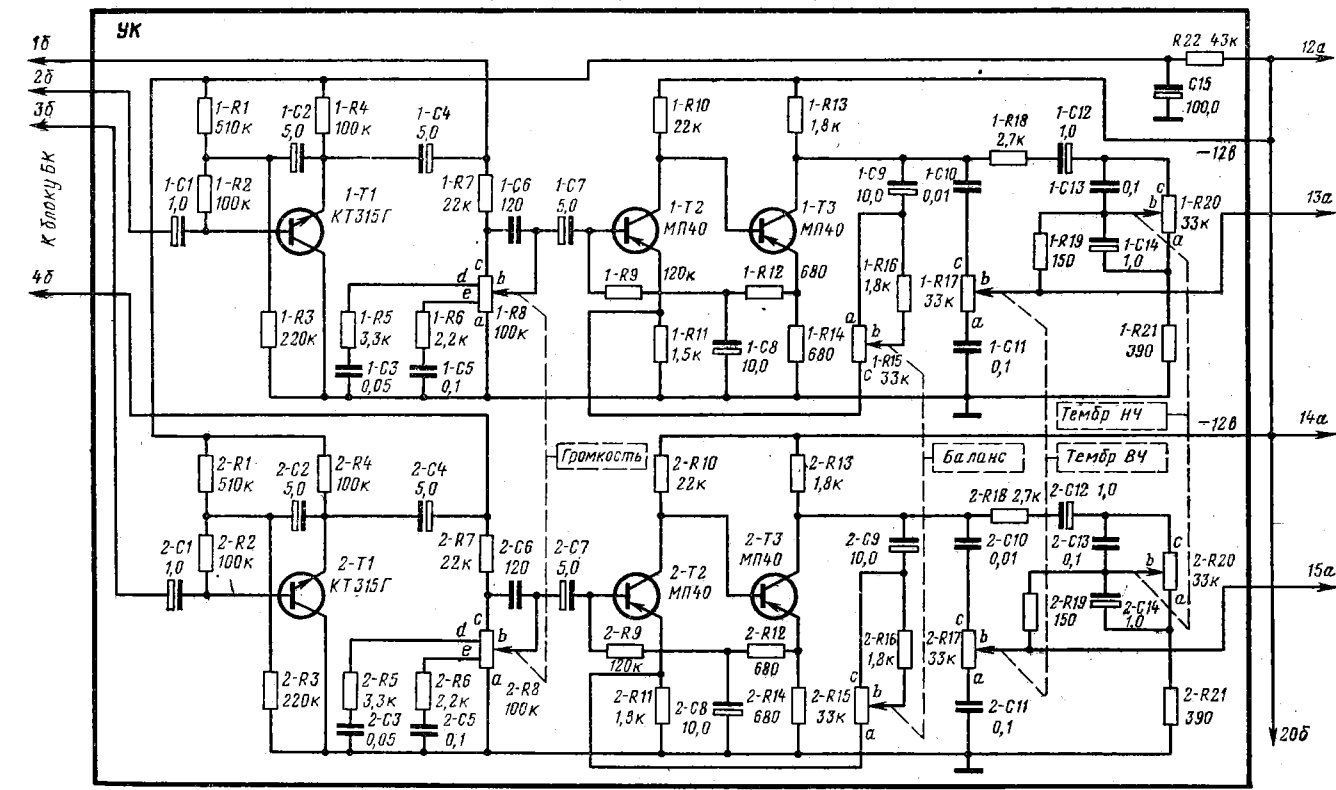 УК
1б
2б
3б
4б
К блоку БК
R22 43к
C15
100,0
12а
–12в
13а
1-R1
510к
1-C2
5,0
1-R4
100к
1-C4
5,0
1-C1
1,0
1-R2
100к
1-T1
КТ315Г
1-R7
22к
1-C6
120
1-C7
5,0
1-R10
22к
1-R13
1,8к
1-T2
МП40
1-T3
МП40
1-C9
10,0
1-C10
0,01
1-R18
2,7к
1-C12
1,0
1-C13
0,1
c
b
a
1-R20
33к
1-R19
150
1-C14
1,0
1-R3
220к
1-R5
3,3к
1-C3
0,05
1-R6
2,2к
1-C5
0,1
c
d
e
b
a
1-R8
100к
1-R9
120к
1-R12
680
1-R11
1,5к
1-C8
10,0
1-R14
680
a
b
c
1-R15
33к
1-R16
1,8к
1-R17
33к
c
b
a
1-C11
0,1
1-R21
390
Тембр НЧ
–12в
14а
Громкость
Баланс
Тембр ВЧ
2-R1
510к
2-C2
5,0
2-R4
100к
2-C4
5,0
2-C1
1,0
2-R2
100к
2-T1
КТ315Г
2-R7
22к
2-C6
120
2-C7
5,0
2-R10
22к
2-R13
1,8к
2-T2
МП40
2-T3
МП40
2-C9
10,0
2-C10
0,01
2-R18 2,7к
2-C12 1,0
2-C13
0,1
c
b
a
2-R20
33к
2-R19
150
2-C14
1,0
15а
2-R3
220к
2-R5
3,3к
2-C3
0,05
2-R6
2,2к
2-C5
0,1
c
d
e
b
a
2-R8
100к
2-R9
120к
2-R12
680
2-R11
1,5к
2-C8
10,0
2-R14
680
2-R15
33к
c
b
a
2-R16
1,8к
2-R17
33к
c
b
a
2-C11
0,1
2-R21
390
20б